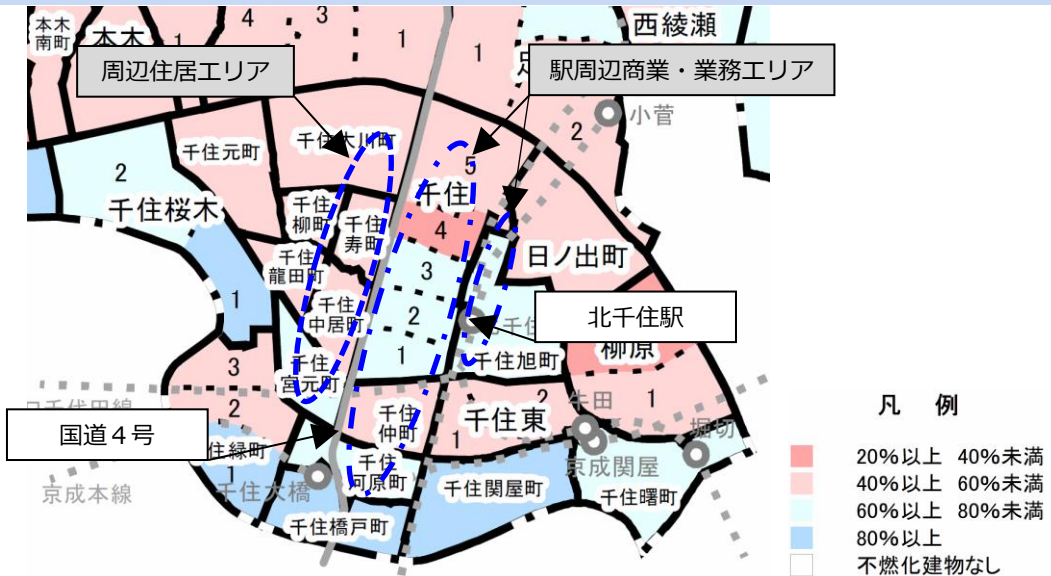 本木
南町
本木
1
4
3
1
1
足
西綾瀬
周辺住居エリア
駅周辺商業・業務エリア
小菅
2
千住元町
千住大川町
5
千住
2
千住桜木
千住
柳町
千住
寿町
4
日ノ出町
千住
龍田町
3
1
千住
中居町
2
北千住駅
北千住
柳原
1
千住旭町
3
千住
宮元町
2
千住
仲町
1
千住東
2
牛田
1
堀切
国道4号
千住緑町
1
京成本線
千住大橋
千住
河原町
京成関屋
千住関屋町
千住曙町
千住橋戸町
凡 例
20%以上 40%未満
40%以上 60%未満
60%以上 80%未満
80%以上
不燃化建物なし